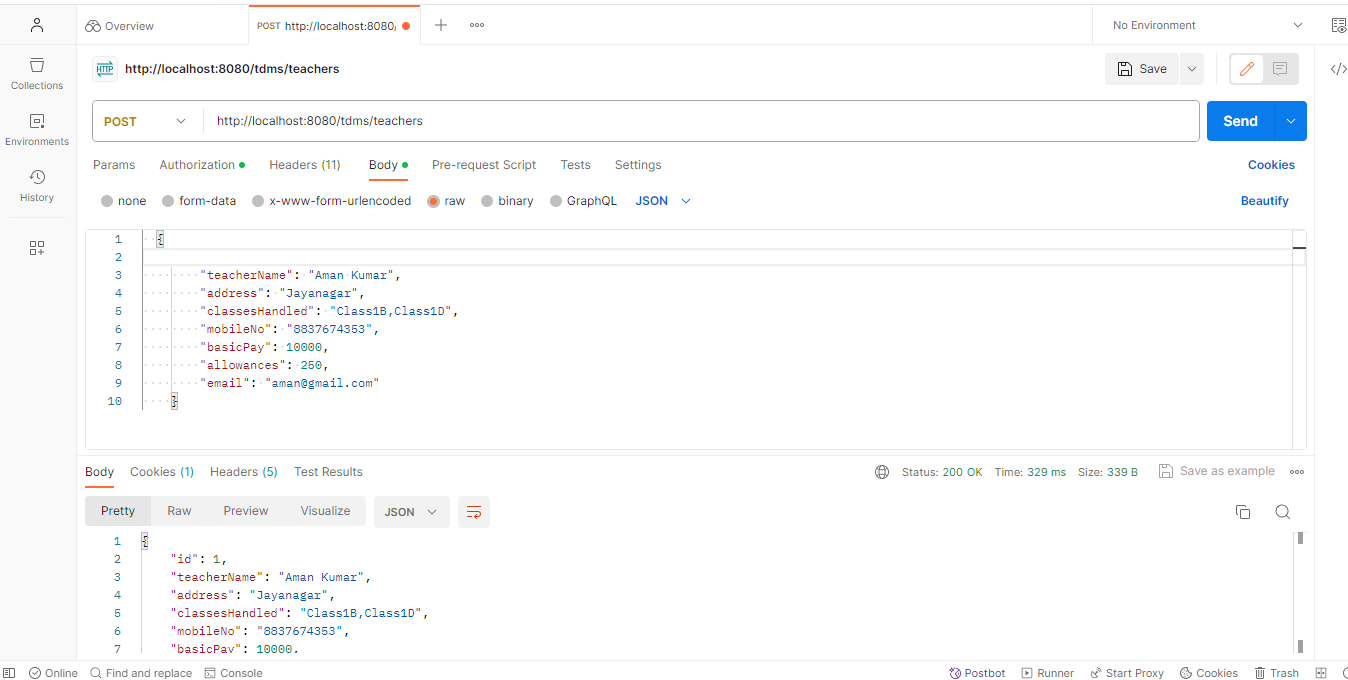 Overview
POST http://localhost:8080/
No Environment
HTTP http://localhost:8080/tdms/teachers
Save
Collections
Environments
History
POST http://localhost:8080/tdms/teachers
Send
Params Authorization Headers (11) Body Pre-request Script Tests Settings
Cookies
none form-data x-www-form-urlencoded raw binary GraphQL JSON
Beautify
1 {
2
3 "teacherName": "Aman Kumar",
4 "address": "Jayanagar",
5 "classesHandled": "Class1B,Class1D",
6 "mobileNo": "8837674353",
7 "basicPay": 10000,
8 "allowances": 250,
9 "email": "aman@gmail.com"
10 }
Body Cookies (1) Headers (5) Test Results
Status: 200 OK Time: 329 ms Size: 339 B Save as example
Pretty Raw Preview Visualize JSON
1 {
2 "id": 1,
3 "teacherName": "Aman Kumar",
4 "address": "Jayanagar",
5 "classesHandled": "Class1B,Class1D",
6 "mobileNo": "8837674353",
7 "basicPay": 10000,
Online Find and replace Console
Postbot Runner Start Proxy Cookies Trash